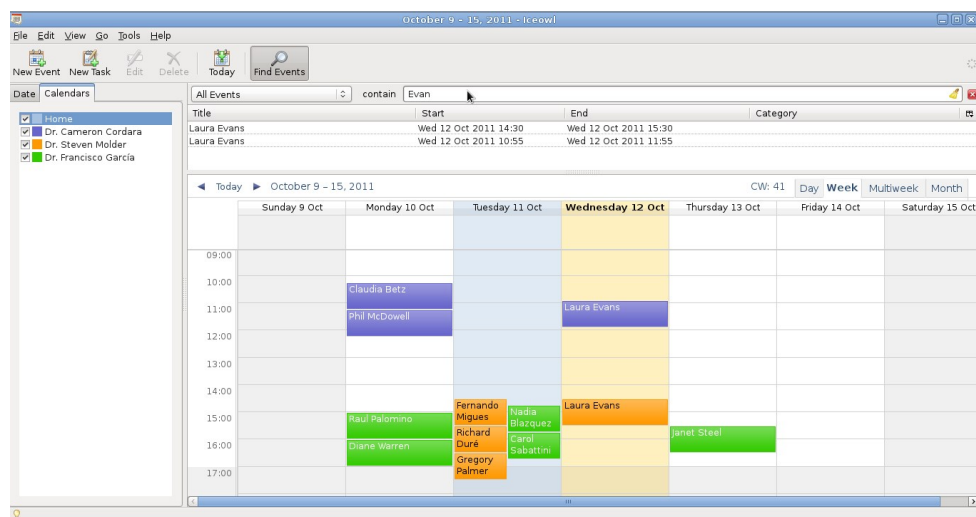 October 9 – 15, 2011 - Iceowl
File Edit View Go Tools Help
New Event New Task Edit Delete Today Find Events
Date Calendars
Home
Dr. Cameron Cordara
Dr. Steven Molder
Dr. Francisco García
All Events contain Evan
Title Start End Category
Laura Evans Wed 12 Oct 2011 14:30 Wed 12 Oct 2011 15:30
Laura Evans Wed 12 Oct 2011 10:55 Wed 12 Oct 2011 11:55
Today October 9 – 15, 2011 CW: 41 Day Week Multiweek Month
Sunday 9 Oct Monday 10 Oct Tuesday 11 Oct Wednesday 12 Oct Thursday 13 Oct Friday 14 Oct Saturday 15 Oct
09:00
10:00
Claudia Betz
11:00
Laura Evans
Phil McDowell
12:00
13:00
14:00
Fernando
Migues
Laura Evans
Nadia
Blazquez
15:00
Raul Palomino
Richard
Duré
Janet Steel
Carol
Sabattini
16:00
Diane Warren
Gregory
Palmer
17:00